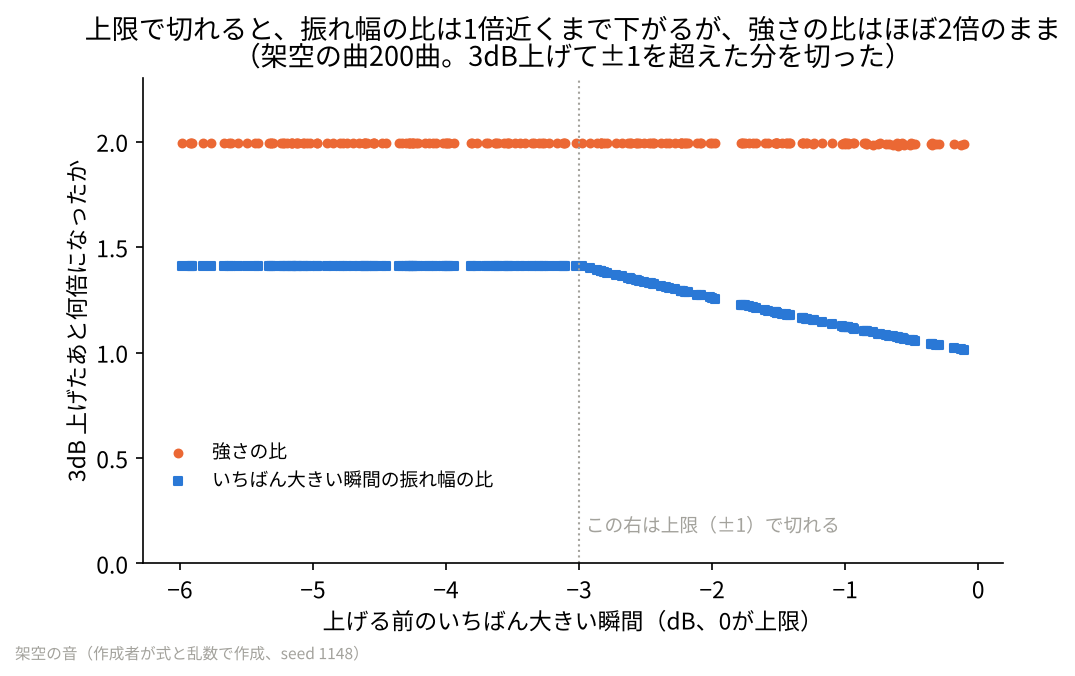 上限で切れると、振れ幅の比は1倍近くまで下がるが、強さの比はほぼ2倍のまま
（架空の曲200曲。3dB上げて±1を超えた分を切った）
3dB 上げたあと何倍になったか
2.0
1.5
1.0
0.5
0.0
強さの比
いちばん大きい瞬間の振れ幅の比
この右は上限（±1）で切れる
−6 −5 −4 −3 −2 −1 0
上げる前のいちばん大きい瞬間（dB、0が上限）
架空の音（作成者が式と乱数で作成、seed 1148）